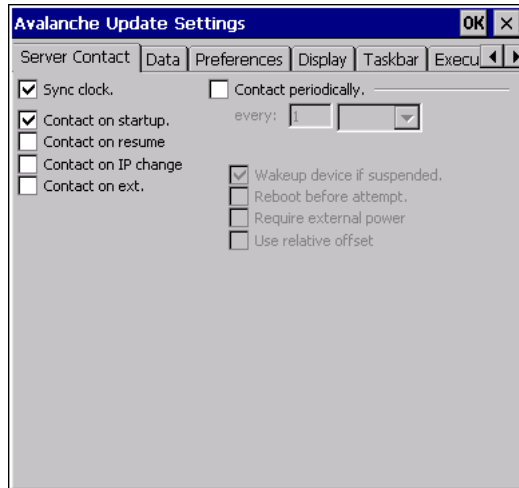 Avalanche Update Settings OK ×
Server Contact Data Preferences Display Taskbar Execu
Sync clock.
Contact on startup.
Contact on resume
Contact on IP change
Contact on ext.
Contact periodically.
every: 1
Wakeup device if suspended.
Reboot before attempt.
Require external power
Use relative offset